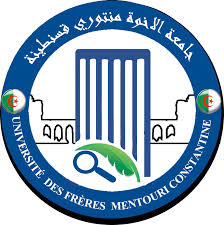 جامعة الاخوة منتوري قسنطينة
UNIVERSITÉ DES FRÈRES MENTOURI CONSTANTINE